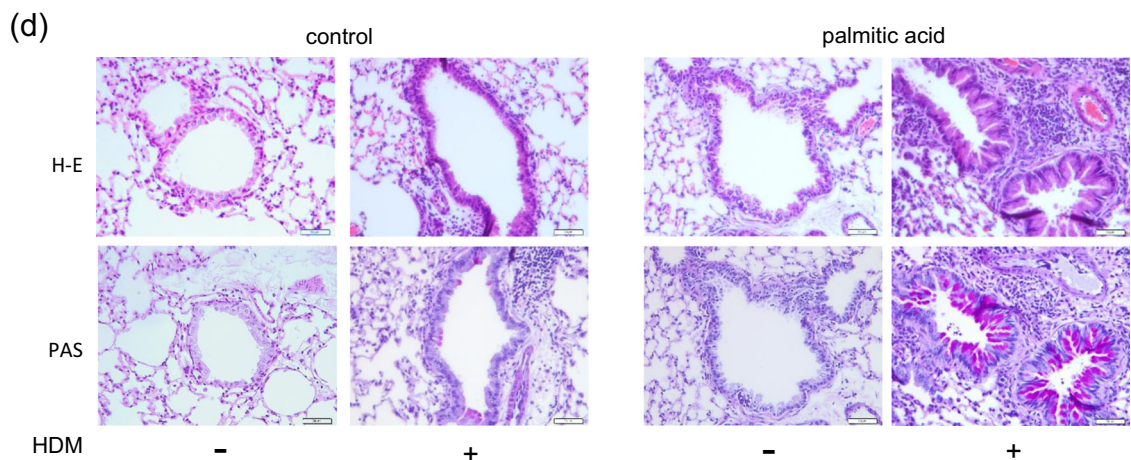 (d)
control palmitic acid
H-E
PAS
HDM - + - +